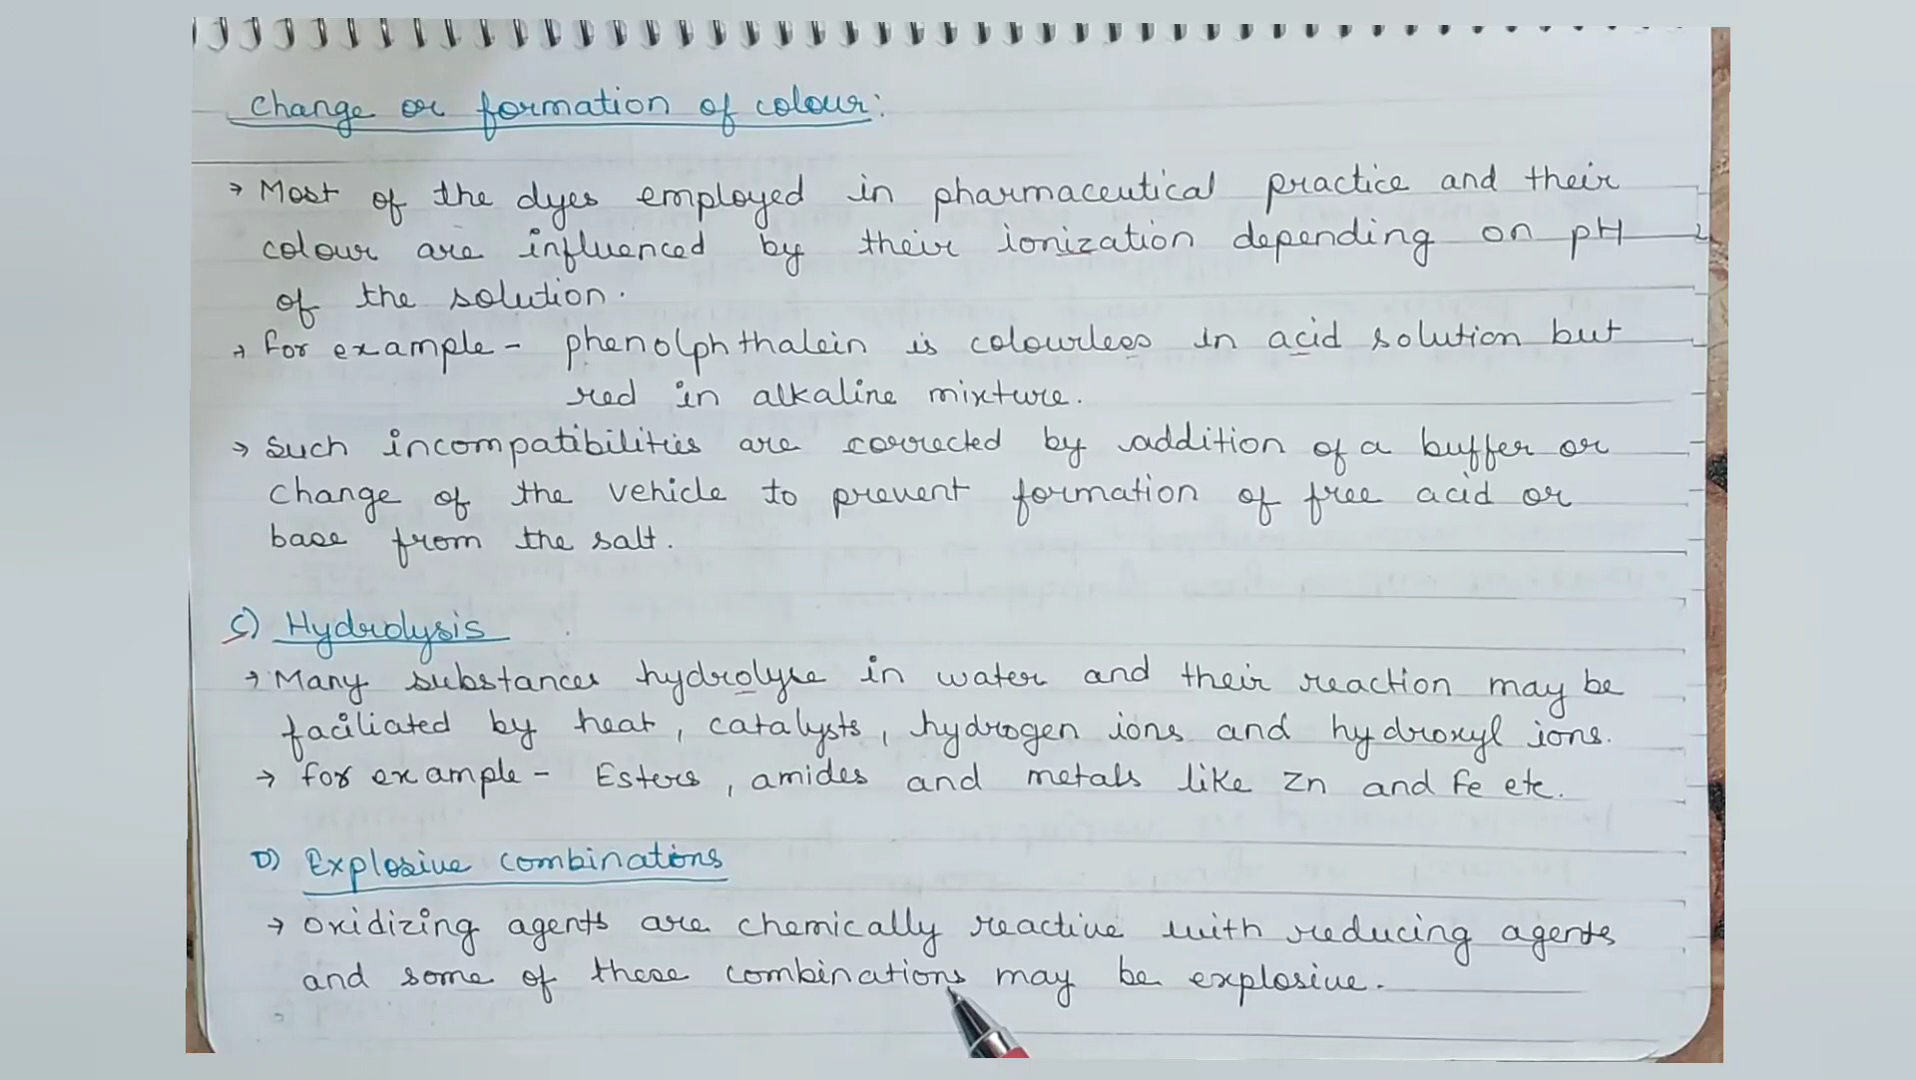 Change or formation of colour:
→ Most of the dyes employed in pharmaceutical practice and their
colour are influenced by their ionization depending on pH
of the solution.
→ for example - phenolphthalein is colourless in acid solution but
red in alkaline mixture.
→ Such incompatibilities are corrected by addition of a buffer or
change of the vehicle to prevent formation of free acid or
base from the salt.
C) Hydrolysis
→ Many substances hydrolyse in water and their reaction may be
faciliated by heat, catalysts, hydrogen ions and hydroxyl ions.
→ for example - Esters, amides and metals like Zn and Fe etc.
D) Explosive combinations
→ Oxidizing agents are chemically reactive with reducing agents
and some of these combinations may be explosive.